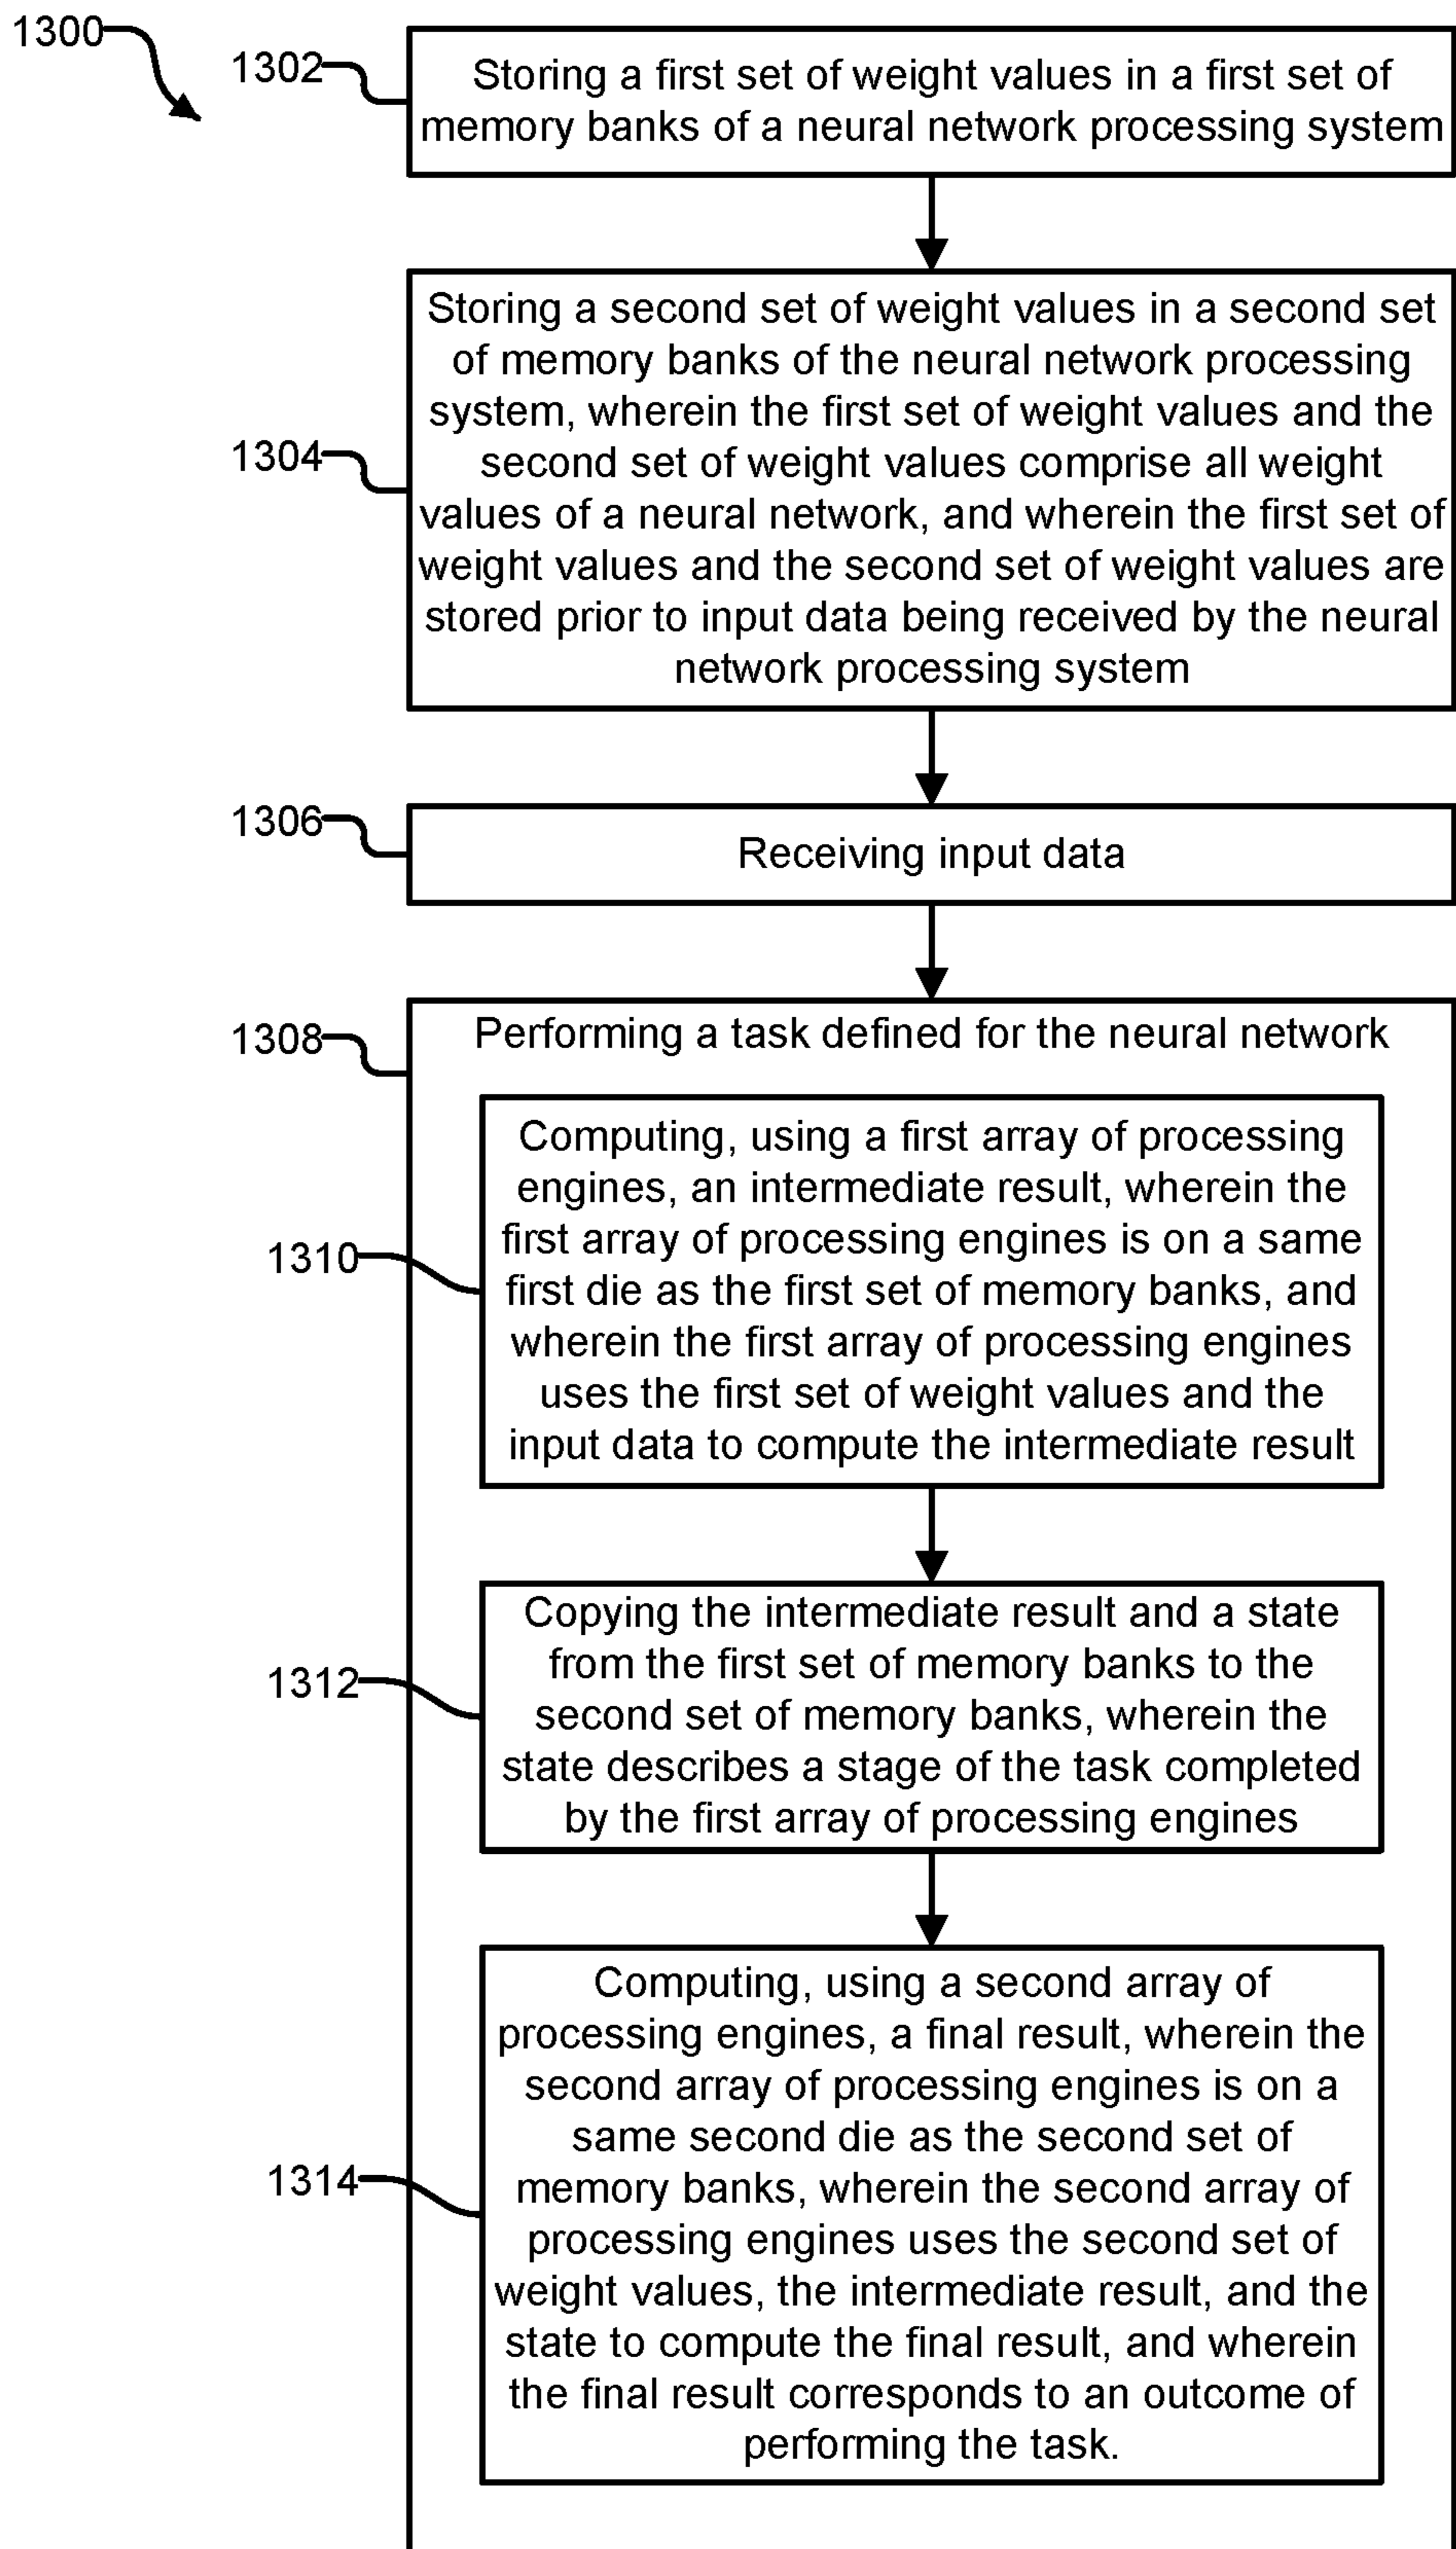 1300
1302
Storing a first set of weight values in a first set of
memory banks of a neural network processing system
1304
Storing a second set of weight values in a second set
of memory banks of the neural network processing
system, wherein the first set of weight values and the
second set of weight values comprise all weight
values of a neural network, and wherein the first set of
weight values and the second set of weight values are
stored prior to input data being received by the neural
network processing system
1306
Receiving input data
1308
Performing a task defined for the neural network
1310
Computing, using a first array of processing
engines, an intermediate result, wherein the
first array of processing engines is on a same
first die as the first set of memory banks, and
wherein the first array of processing engines
uses the first set of weight values and the
input data to compute the intermediate result
1312
Copying the intermediate result and a state
from the first set of memory banks to the
second set of memory banks, wherein the
state describes a stage of the task completed
by the first array of processing engines
1314
Computing, using a second array of
processing engines, a final result, wherein the
second array of processing engines is on a
same second die as the second set of
memory banks, wherein the second array of
processing engines uses the second set of
weight values, the intermediate result, and the
state to compute the final result, and wherein
the final result corresponds to an outcome of
performing the task.